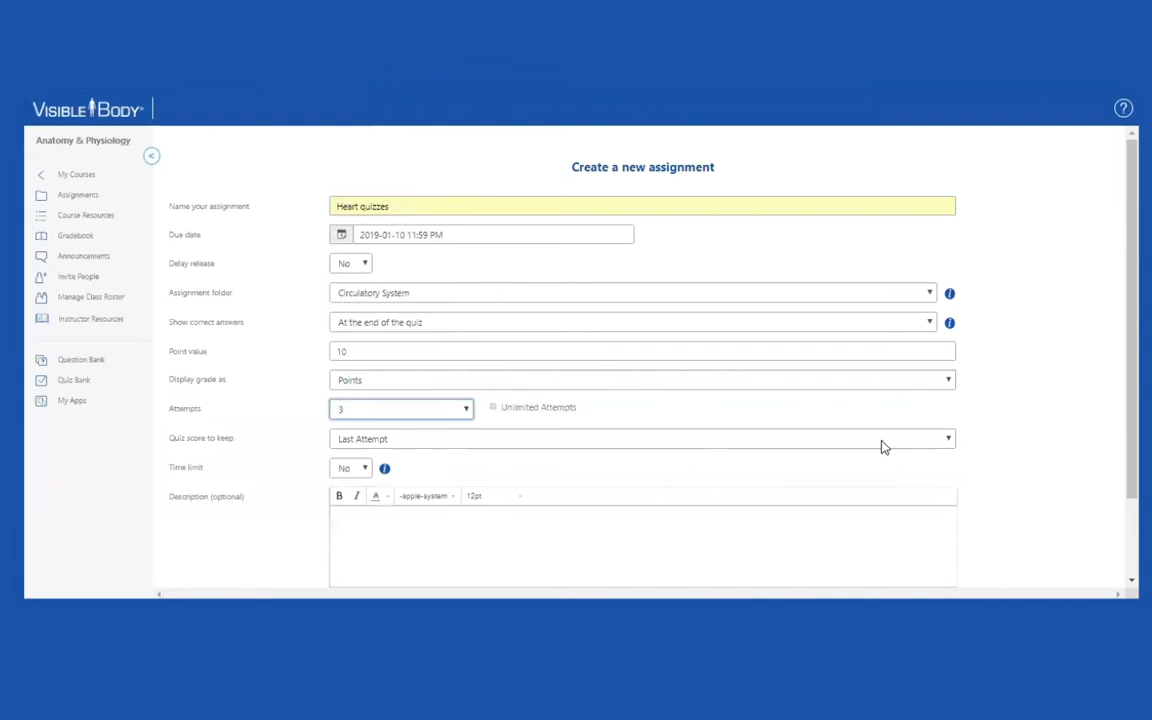 VISIBLE BODY
?
Anatomy & Physiology
<
My Courses
Assignments
Course Resources
Gradebook
Announcements
Invite People
Manage Class Roster
Instructor Resources
Question Bank
Quiz Bank
My Apps
Create a new assignment
Name your assignment Heart quizzes
Due date 2019-01-10 11:59 PM
Delay release No
Assignment folder Circulatory System i
Show correct answers At the end of the quiz i
Point value 10
Display grade as Points
Attempts 3 Unlimited Attempts
Quiz score to keep Last Attempt
Time limit No i
Description (optional) B I A -apple-system 12pt